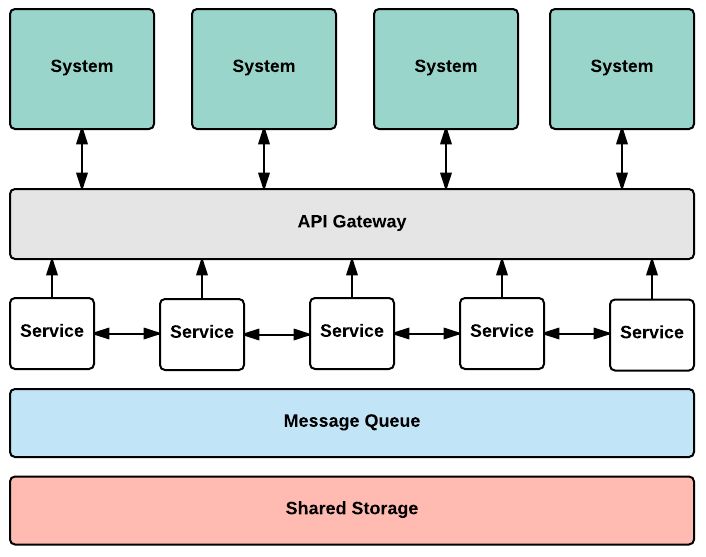 System
System
System
System
API Gateway
Service
Service
Service
Service
Service
Message Queue
Shared Storage